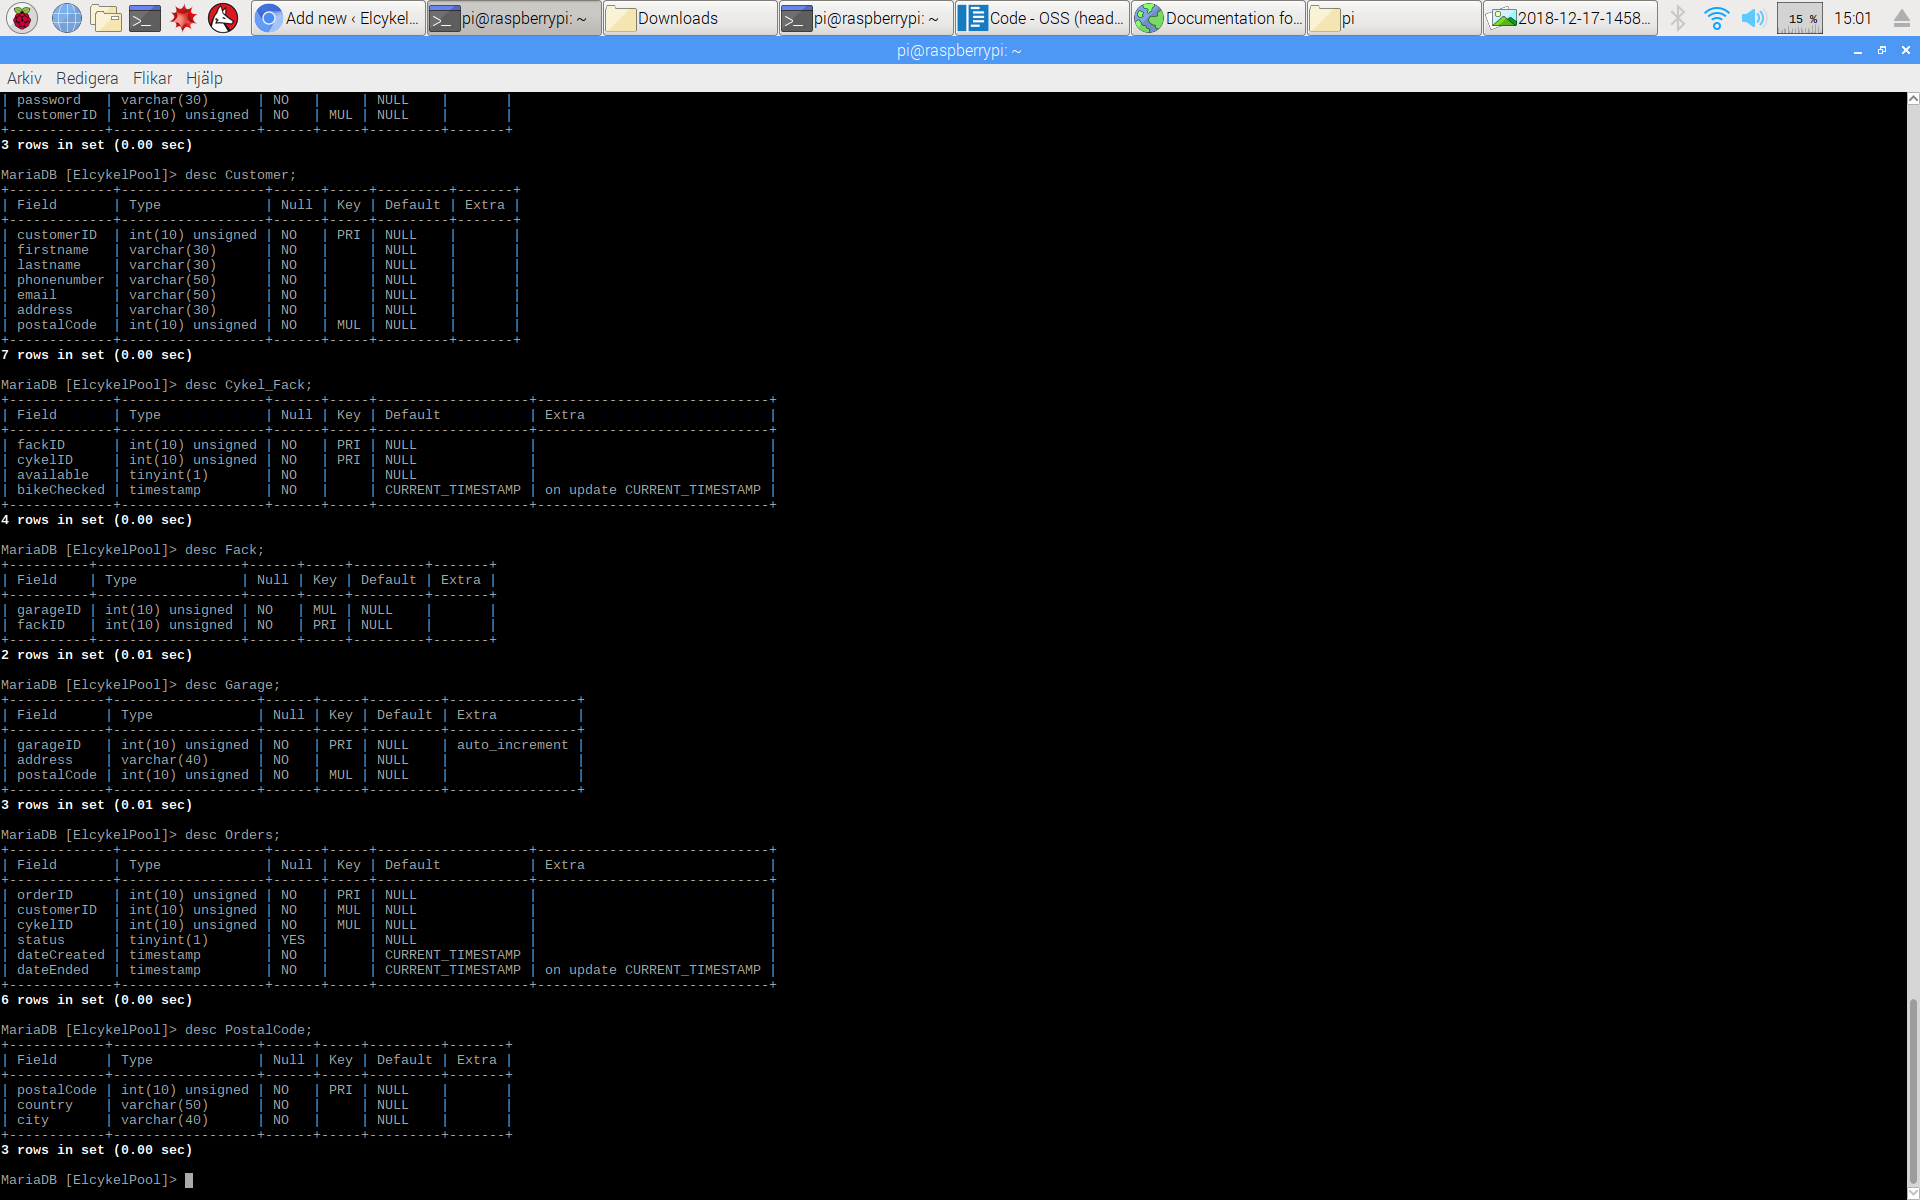 Add new ‹ Elcykel...
pi@raspberrypi: ~
Downloads
pi@raspberrypi: ~
Code - OSS (head...
Documentation fo...
pi
2018-12-17-1458...
15 %
15:01
pi@raspberrypi: ~
Arkiv Redigera Flikar Hjälp
| password   | varchar(30)      | NO   |     | NULL    |       |
| customerID | int(10) unsigned | NO   | MUL | NULL    |       |
+------------+------------------+------+-----+---------+-------+
3 rows in set (0.00 sec)
MariaDB [ElcykelPool]> desc Customer;
+-------------+------------------+------+-----+---------+-------+
| Field       | Type             | Null | Key | Default | Extra |
+-------------+------------------+------+-----+---------+-------+
| customerID  | int(10) unsigned | NO   | PRI | NULL    |       |
| firstname   | varchar(30)      | NO   |     | NULL    |       |
| lastname    | varchar(30)      | NO   |     | NULL    |       |
| phonenumber | varchar(50)      | NO   |     | NULL    |       |
| email       | varchar(50)      | NO   |     | NULL    |       |
| address     | varchar(30)      | NO   |     | NULL    |       |
| postalCode  | int(10) unsigned | NO   | MUL | NULL    |       |
+-------------+------------------+------+-----+---------+-------+
7 rows in set (0.00 sec)
MariaDB [ElcykelPool]> desc Cykel_Fack;
+-------------+------------------+------+-----+-------------------+-----------------------------+
| Field       | Type             | Null | Key | Default           | Extra                       |
+-------------+------------------+------+-----+-------------------+-----------------------------+
| fackID      | int(10) unsigned | NO   | PRI | NULL              |                             |
| cykelID     | int(10) unsigned | NO   | PRI | NULL              |                             |
| available   | tinyint(1)       | NO   |     | NULL              |                             |
| bikeChecked | timestamp        | NO   |     | CURRENT_TIMESTAMP | on update CURRENT_TIMESTAMP |
+-------------+------------------+------+-----+-------------------+-----------------------------+
4 rows in set (0.00 sec)
MariaDB [ElcykelPool]> desc Fack;
+----------+------------------+------+-----+---------+-------+
| Field    | Type             | Null | Key | Default | Extra |
+----------+------------------+------+-----+---------+-------+
| garageID | int(10) unsigned | NO   | MUL | NULL    |       |
| fackID   | int(10) unsigned | NO   | PRI | NULL    |       |
+----------+------------------+------+-----+---------+-------+
2 rows in set (0.01 sec)
MariaDB [ElcykelPool]> desc Garage;
+------------+------------------+------+-----+---------+----------------+
| Field      | Type             | Null | Key | Default | Extra          |
+------------+------------------+------+-----+---------+----------------+
| garageID   | int(10) unsigned | NO   | PRI | NULL    | auto_increment |
| address    | varchar(40)      | NO   |     | NULL    |                |
| postalCode | int(10) unsigned | NO   | MUL | NULL    |                |
+------------+------------------+------+-----+---------+----------------+
3 rows in set (0.01 sec)
MariaDB [ElcykelPool]> desc Orders;
+-------------+------------------+------+-----+-------------------+-----------------------------+
| Field       | Type             | Null | Key | Default           | Extra                       |
+-------------+------------------+------+-----+-------------------+-----------------------------+
| orderID     | int(10) unsigned | NO   | PRI | NULL              |                             |
| customerID  | int(10) unsigned | NO   | MUL | NULL              |                             |
| cykelID     | int(10) unsigned | NO   | MUL | NULL              |                             |
| status      | tinyint(1)       | YES  |     | NULL              |                             |
| dateCreated | timestamp        | NO   |     | CURRENT_TIMESTAMP |                             |
| dateEnded   | timestamp        | NO   |     | CURRENT_TIMESTAMP | on update CURRENT_TIMESTAMP |
+-------------+------------------+------+-----+-------------------+-----------------------------+
6 rows in set (0.00 sec)
MariaDB [ElcykelPool]> desc PostalCode;
+------------+------------------+------+-----+---------+-------+
| Field      | Type             | Null | Key | Default | Extra |
+------------+------------------+------+-----+---------+-------+
| postalCode | int(10) unsigned | NO   | PRI | NULL    |       |
| country    | varchar(50)      | NO   |     | NULL    |       |
| city       | varchar(40)      | NO   |     | NULL    |       |
+------------+------------------+------+-----+---------+-------+
3 rows in set (0.00 sec)
MariaDB [ElcykelPool]>